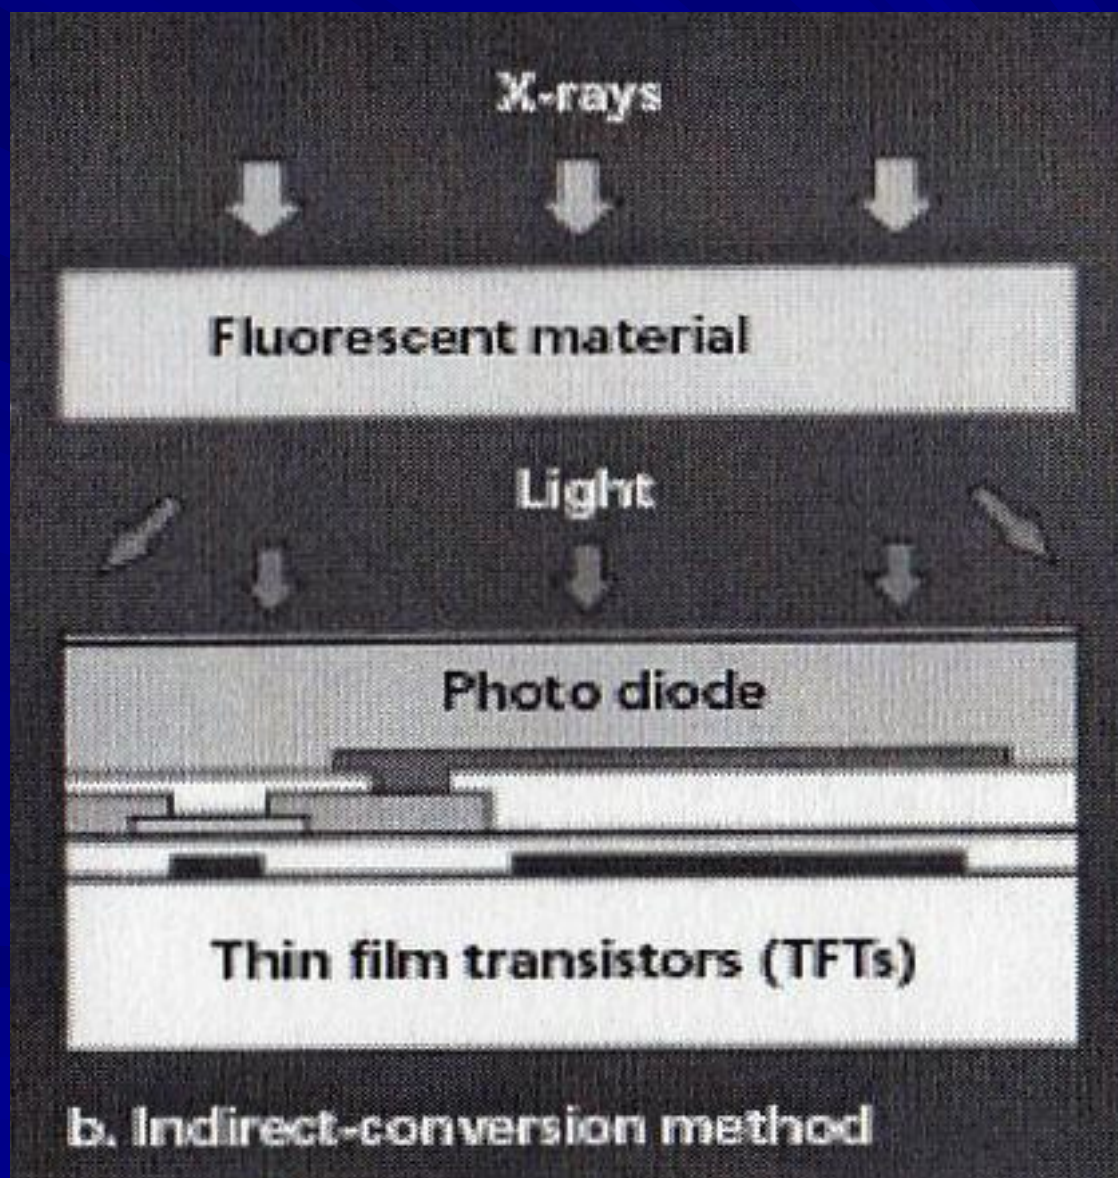 X-rays
Fluorescent material
Light
Photo diode
Thin film transistors (TFTs)
b. Indirect-conversion method